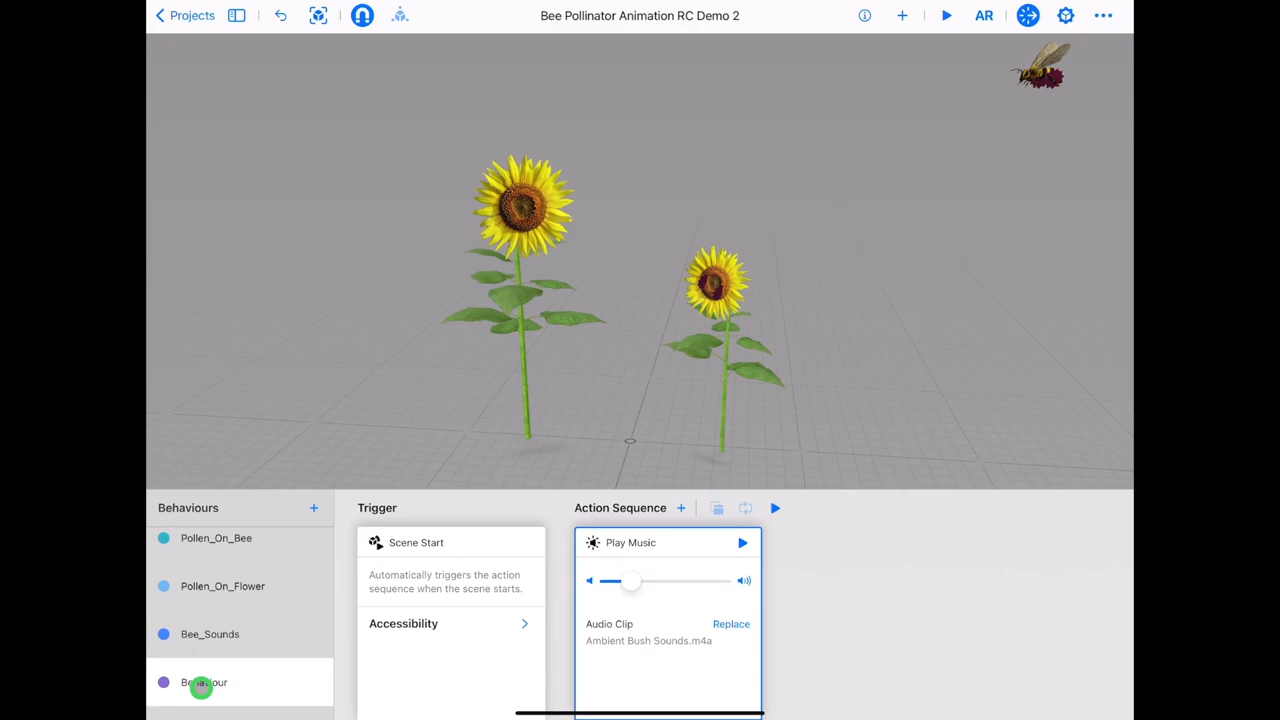 Projects
Bee Pollinator Animation RC Demo 2
AR
Behaviours
Pollen_On_Bee
Pollen_On_Flower
Bee_Sounds
Behaviour
Trigger
Scene Start
Automatically triggers the action
sequence when the scene starts.
Accessibility
Action Sequence
Play Music
Audio Clip Replace
Ambient Bush Sounds.m4a